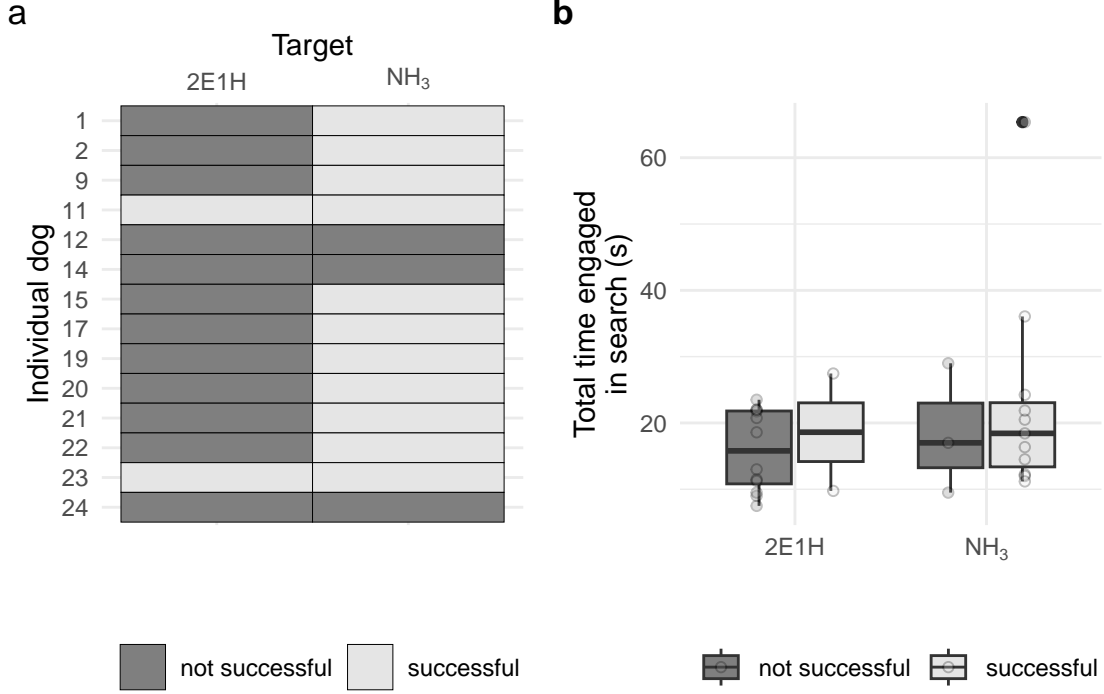 a
Target
2E1H
NH₃
Individual dog
1
2
9
11
12
14
15
17
19
20
21
22
23
24
not successful
successful
b
Total time engaged
in search (s)
60
40
20
2E1H
NH₃
not successful
successful